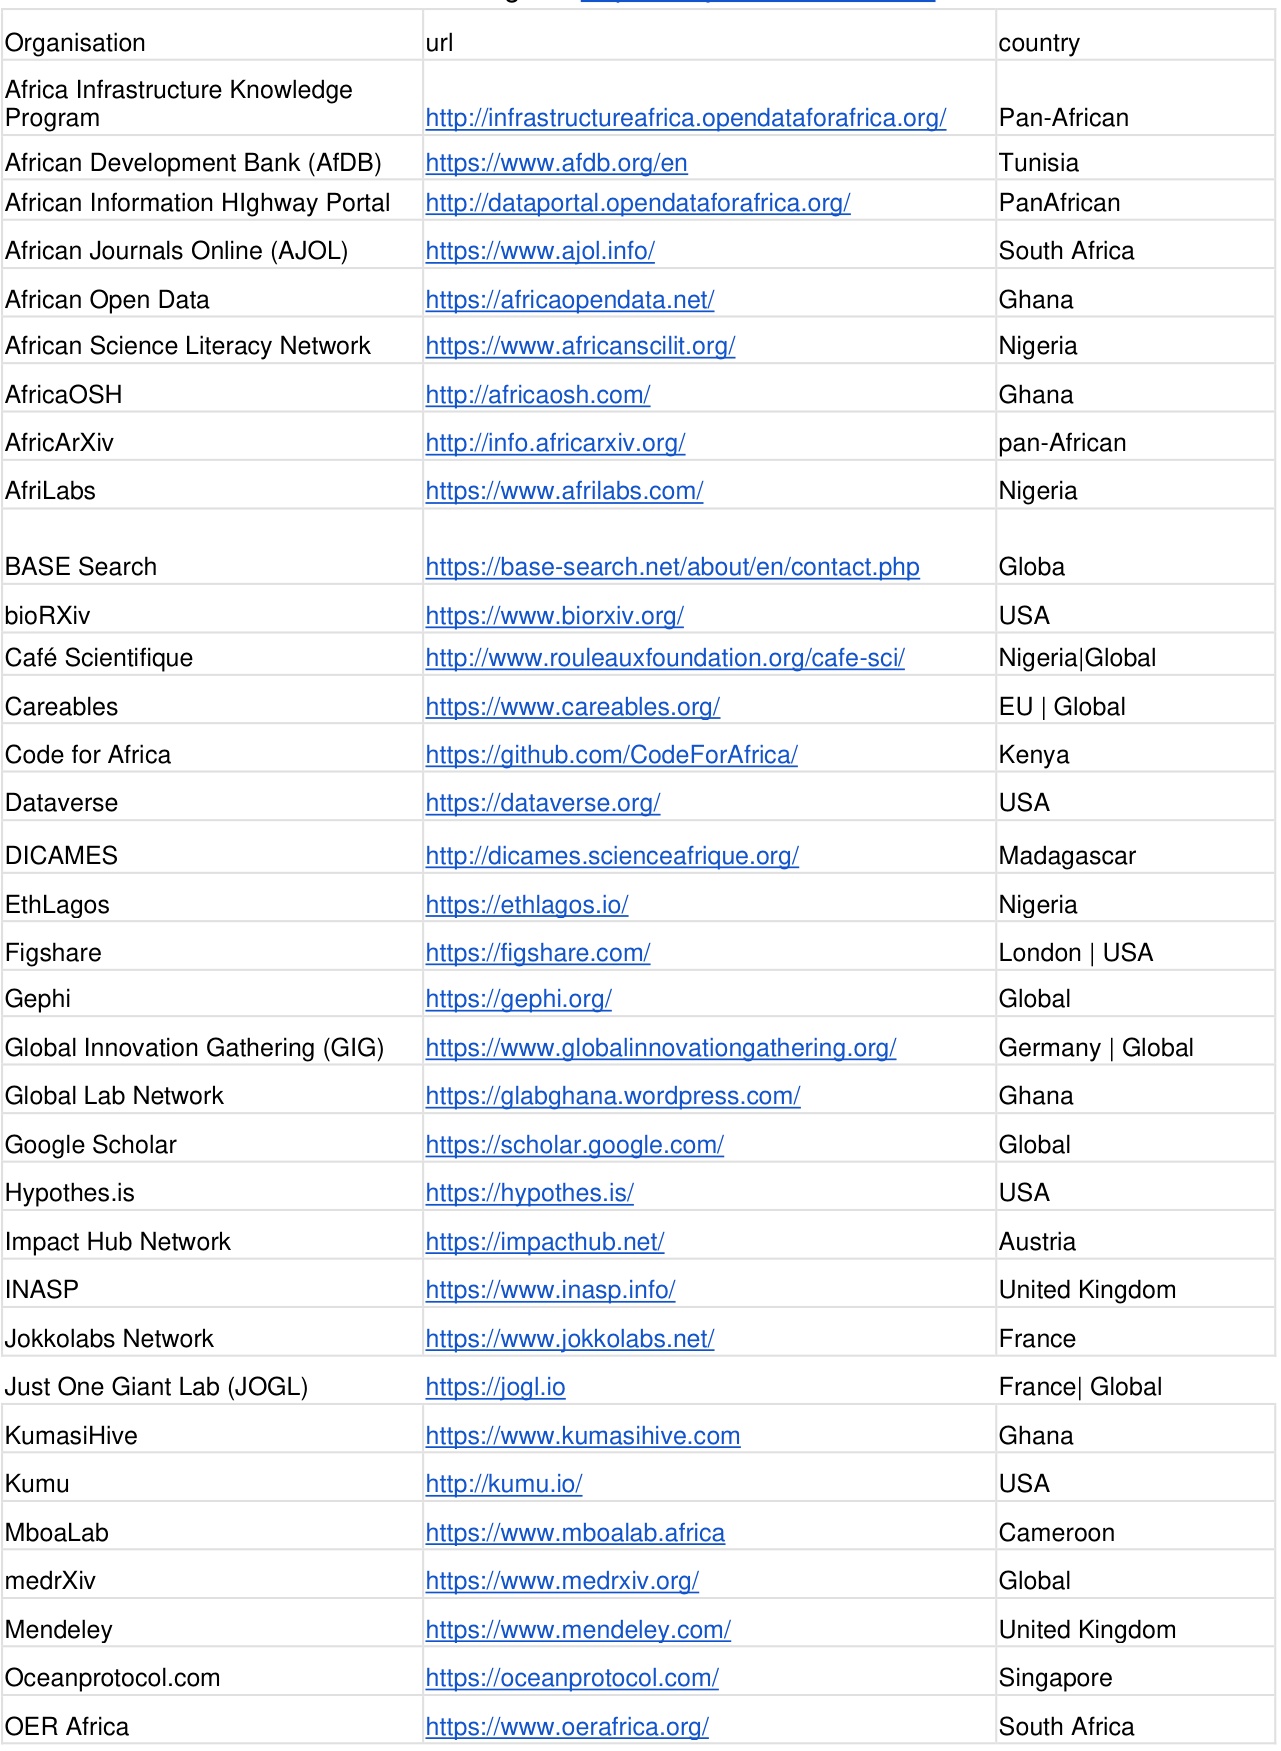 Organisation url country
Africa Infrastructure Knowledge
Program http://infrastructureafrica.opendataforafrica.org/ Pan-African
African Development Bank (AfDB) https://www.afdb.org/en Tunisia
African Information HIghway Portal http://dataportal.opendataforafrica.org/ PanAfrican
African Journals Online (AJOL) https://www.ajol.info/ South Africa
African Open Data https://africaopendata.net/ Ghana
African Science Literacy Network https://www.africanscilit.org/ Nigeria
AfricaOSH http://africaosh.com/ Ghana
AfricArXiv http://info.africarxiv.org/ pan-African
AfriLabs https://www.afrilabs.com/ Nigeria
BASE Search https://base-search.net/about/en/contact.php Globa
bioRXiv https://www.biorxiv.org/ USA
Café Scientifique http://www.rouleauxfoundation.org/cafe-sci/ Nigeria|Global
Careables https://www.careables.org/ EU | Global
Code for Africa https://github.com/CodeForAfrica/ Kenya
Dataverse https://dataverse.org/ USA
DICAMES http://dicames.scienceafrique.org/ Madagascar
EthLagos https://ethlagos.io/ Nigeria
Figshare https://figshare.com/ London | USA
Gephi https://gephi.org/ Global
Global Innovation Gathering (GIG) https://www.globalinnovationgathering.org/ Germany | Global
Global Lab Network https://glabghana.wordpress.com/ Ghana
Google Scholar https://scholar.google.com/ Global
Hypothes.is https://hypothes.is/ USA
Impact Hub Network https://impacthub.net/ Austria
INASP https://www.inasp.info/ United Kingdom
Jokkolabs Network https://www.jokkolabs.net/ France
Just One Giant Lab (JOGL) https://jogl.io France| Global
KumasiHive https://www.kumasihive.com Ghana
Kumu http://kumu.io/ USA
MboaLab https://www.mboalab.africa Cameroon
medrXiv https://www.medrxiv.org/ Global
Mendeley https://www.mendeley.com/ United Kingdom
Oceanprotocol.com https://oceanprotocol.com/ Singapore
OER Africa https://www.oerafrica.org/ South Africa